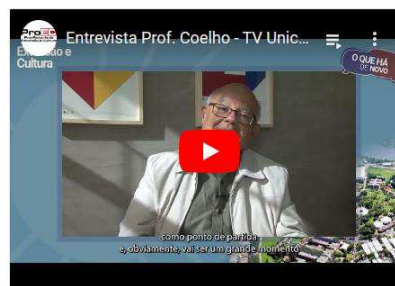 ProEC
Entrevista Prof. Coelho - TV Unic...
Cultura
O QUE HÁ
DE NOVO
como ponto de partida
e, obviamente, vai ser um grande momento